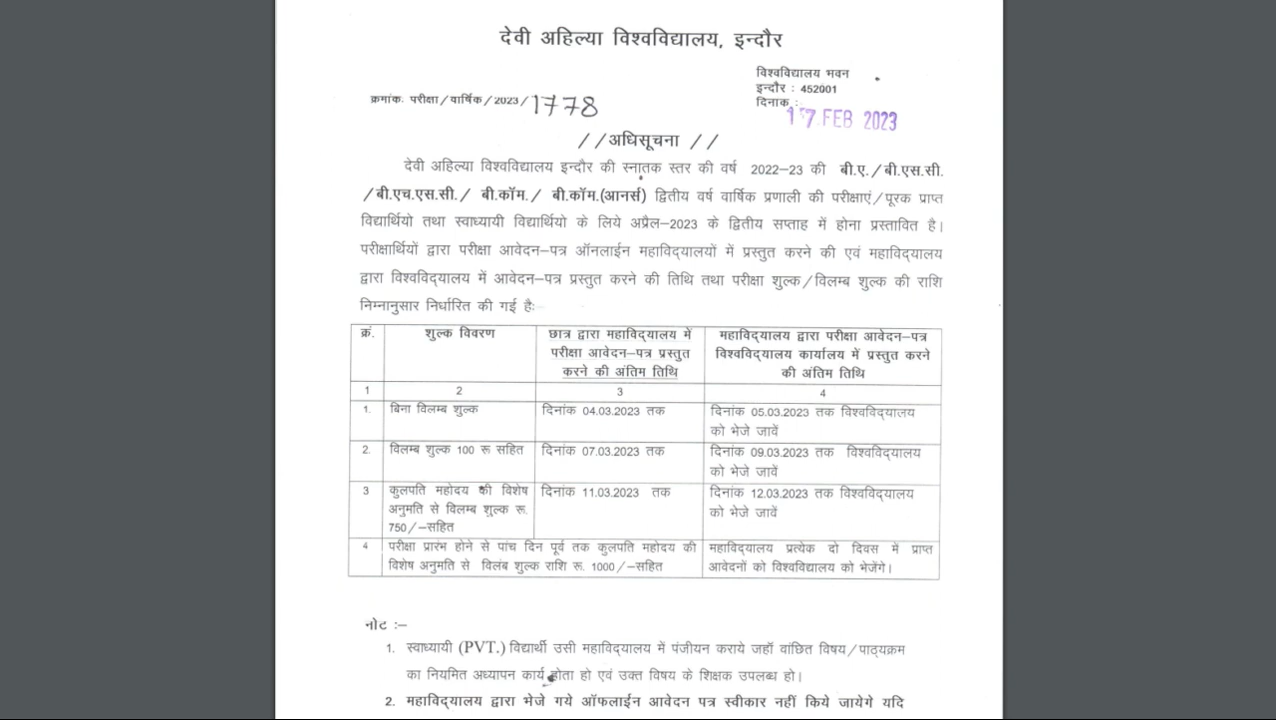 देवी अहिल्या विश्वविद्यालय, इन्दौर
विश्वविद्यालय भवन
इन्दौर : 452001
क्रमांक. परीक्षा/वार्षिक/2023/1778
दिनांक :
17 FEB 2023
//अधिसूचना //
देवी अहिल्या विश्वविद्यालय इन्दौर की स्नातक स्तर की वर्ष 2022–23 की बी.ए./बी.एस.सी.
/बी.एच.एस.सी./ बी.कॉम./ बी.कॉम.(आनर्स) द्वितीय वर्ष वार्षिक प्रणाली की परीक्षाएं/पूरक प्राप्त
विद्यार्थियो तथा स्वाध्यायी विद्यार्थियो के लिये अप्रैल–2023 के द्वितीय सप्ताह में होना प्रस्तावित है।
परीक्षार्थियों द्वारा परीक्षा आवेदन–पत्र ऑनलाईन महाविद्यालयों में प्रस्तुत करने की एवं महाविद्यालय
द्वारा विश्वविद्यालय में आवेदन–पत्र प्रस्तुत करने की तिथि तथा परीक्षा शुल्क/विलम्ब शुल्क की राशि
निम्नानुसार निर्धारित की गई है:
क्रं. शुल्क विवरण छात्र द्वारा महाविद्यालय में महाविद्यालय द्वारा परीक्षा आवेदन–पत्र
परीक्षा आवेदन–पत्र प्रस्तुत विश्वविद्यालय कार्यालय में प्रस्तुत करने
करने की अंतिम तिथि की अंतिम तिथि
1 2 3 4
1. बिना विलम्ब शुल्क दिनांक 04.03.2023 तक दिनांक 05.03.2023 तक विश्वविद्यालय
को भेजे जावें
2. विलम्ब शुल्क 100 रू सहित दिनांक 07.03.2023 तक दिनांक 09.03.2023 तक विश्वविद्यालय
को भेजे जावें
3 कुलपति महोदय की विशेष दिनांक 11.03.2023 तक दिनांक 12.03.2023 तक विश्वविद्यालय
अनुमति से विलम्ब शुल्क रू. को भेजे जावें
750/–सहित
4 परीक्षा प्रारंभ होने से पांच दिन पूर्व तक कुलपति महोदय की महाविद्यालय प्रत्येक दो दिवस में प्राप्त
विशेष अनुमति से विलंब शुल्क राशि रू. 1000/–सहित आवेदनों को विश्वविद्यालय को भेजेंगे।
नोट :–
1. स्वाध्यायी (PVT.) विद्यार्थी उसी महाविद्यालय में पंजीयन कराये जहॉ वांछित विषय/पाठ्यक्रम
का नियमित अध्यापन कार्य होता हो एवं उक्त विषय के शिक्षक उपलब्ध हो।
2. महाविद्यालय द्वारा भेजे गये ऑफलाईन आवेदन पत्र स्वीकार नहीं किये जायेगे यदि